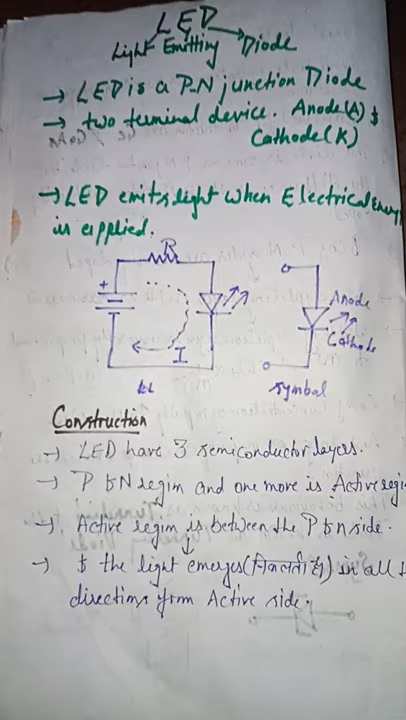 LED
Light Emitting Diode
→ LED is a P-N junction Diode
→ two terminal device. Anode(A) &
Cathode(K)
→ LED emits light when Electrical Energy
is applied.
R
+
Anode
Cathode
I
symbol
Construction
→ LED have 3 semiconductor layers.
→ P & N region and one more is Active regi
→ Active region is between the P & n side.
→ & the light emerges (निकलती है) in all
directions from Active side.